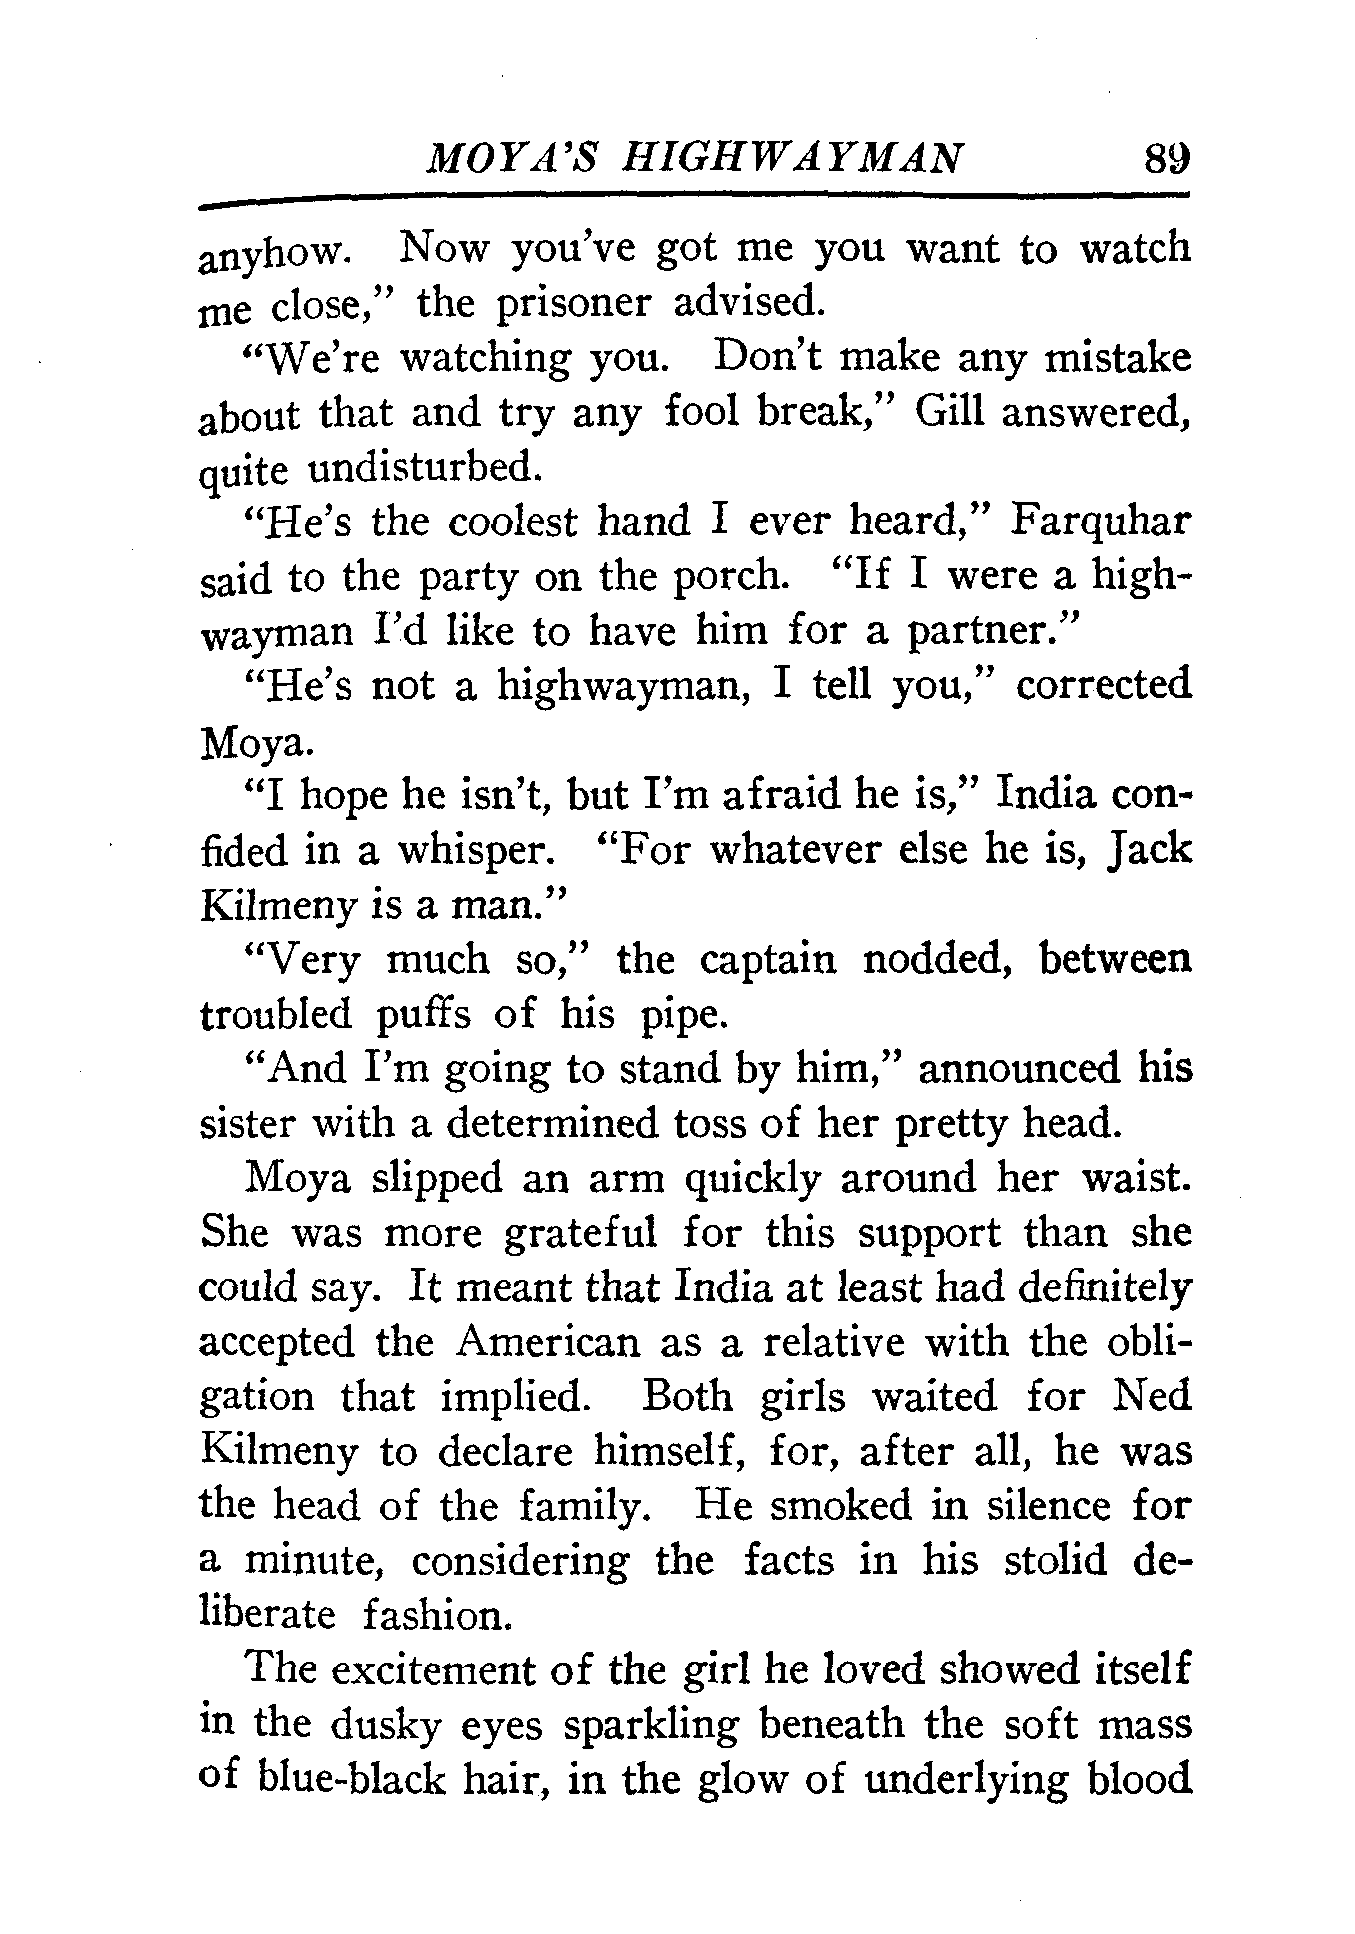 MOYA'S HIGHWAYMAN 89
anyhow. Now you've got me you want to watch
me close," the prisoner advised.
"We're watching you. Don't make any mistake
about that and try any fool break," Gill answered,
quite undisturbed.
"He's the coolest hand I ever heard," Farquhar
said to the party on the porch. "If I were a high-
wayman I'd like to have him for a partner."
"He's not a highwayman, I tell you," corrected
Moya.
"I hope he isn't, but I'm afraid he is," India con-
fided in a whisper. "For whatever else he is, Jack
Kilmeny is a man."
"Very much so," the captain nodded, between
troubled puffs of his pipe.
"And I'm going to stand by him," announced his
sister with a determined toss of her pretty head.
Moya slipped an arm quickly around her waist.
She was more grateful for this support than she
could say. It meant that India at least had definitely
accepted the American as a relative with the obli-
gation that implied. Both girls waited for Ned
Kilmeny to declare himself, for, after all, he was
the head of the family. He smoked in silence for
a minute, considering the facts in his stolid de-
liberate fashion.
The excitement of the girl he loved showed itself
in the dusky eyes sparkling beneath the soft mass
of blue-black hair, in the glow of underlying blood